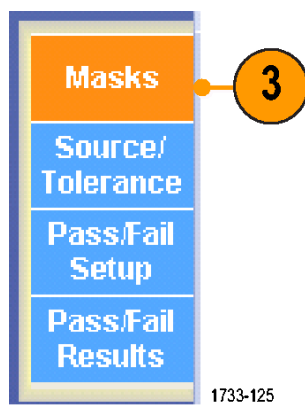 Masks
3
Source/
Tolerance
Pass/Fail
Setup
Pass/Fail
Results
1733-125